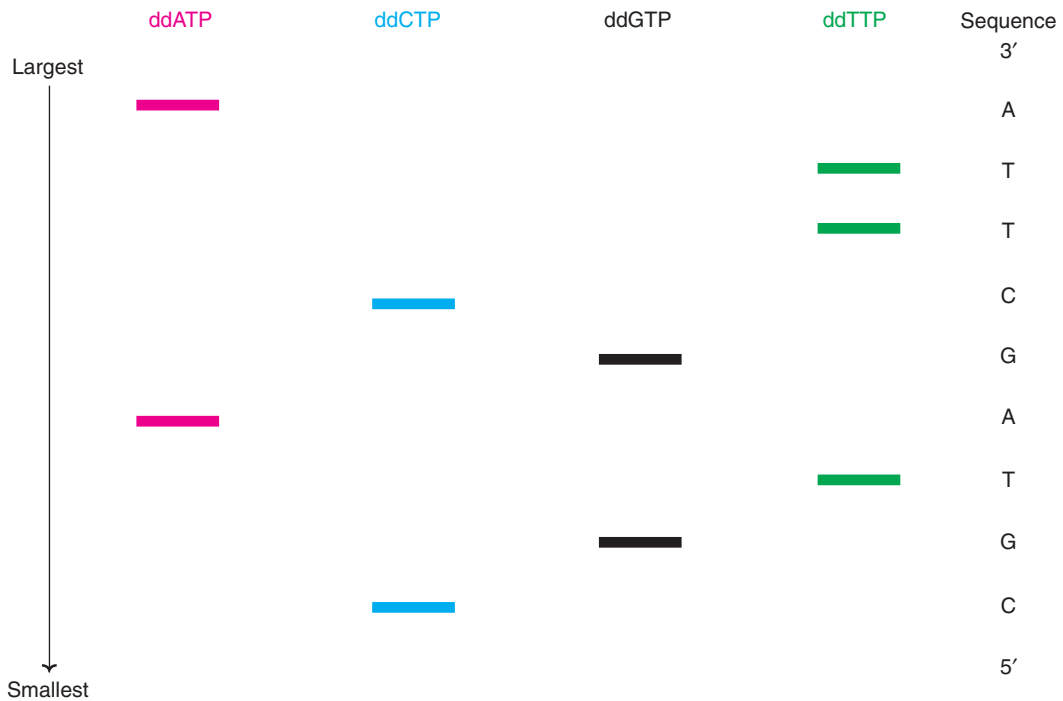 ddATP ddCTP ddGTP ddTTP Sequence
3′
Largest
A
T
T
C
G
A
T
G
C
5′
Smallest